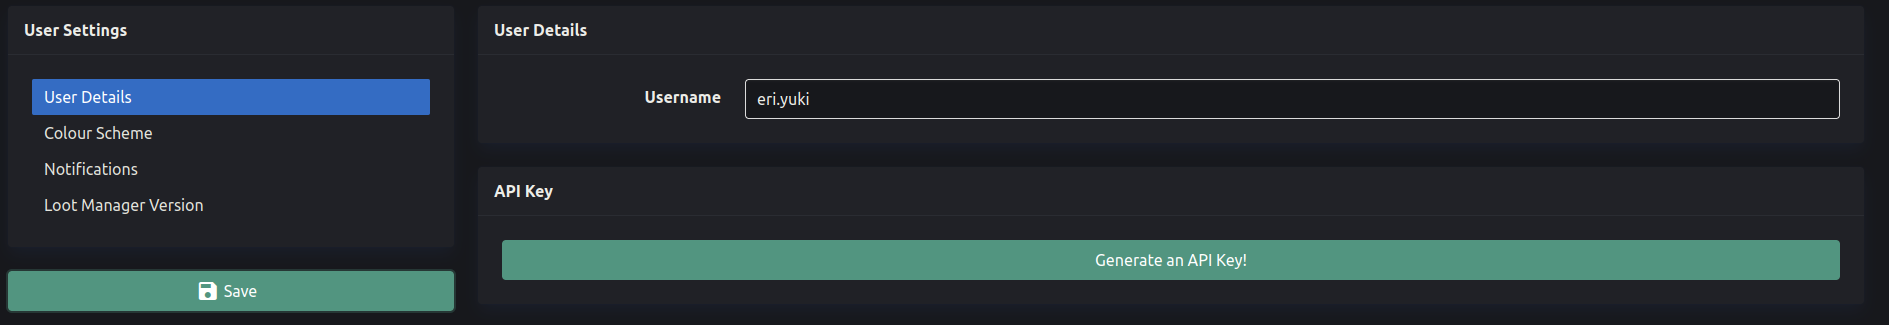 User Settings
User Details
Colour Scheme
Notifications
Loot Manager Version
Save
User Details
Username
eri.yuki
API Key
Generate an API Key!